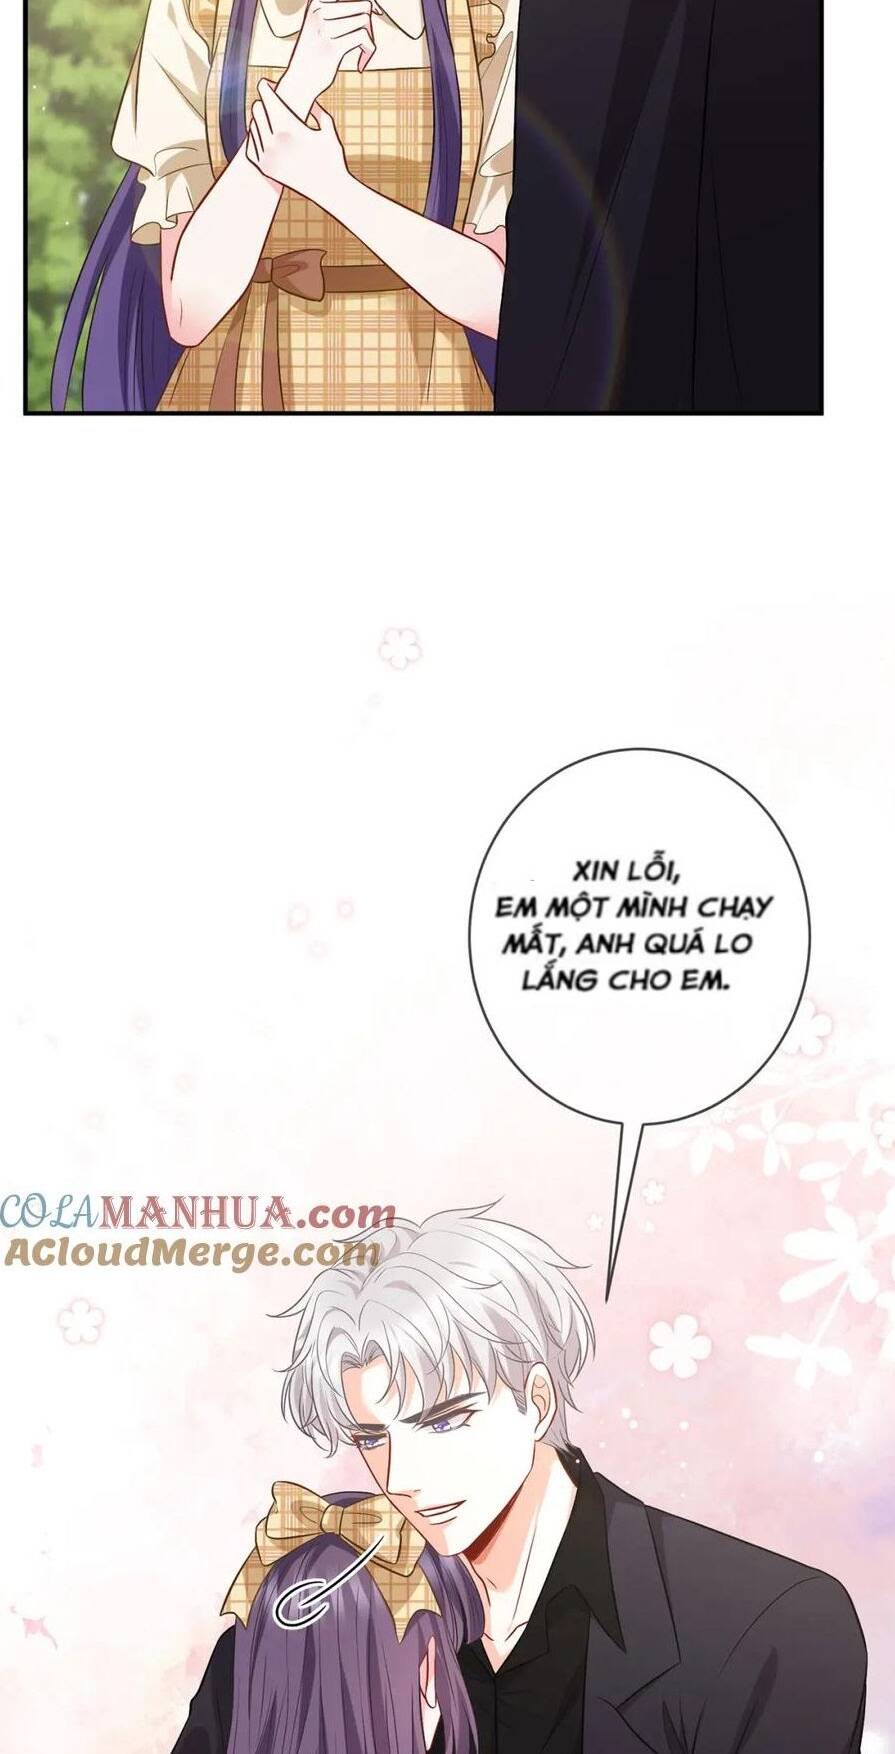 XIN LỖI,
EM MỘT MÌNH CHẠY
MẤT, ANH QUÁ LO
LẮNG CHO EM.
COLAMANHUA.com
ACloudMerge.com